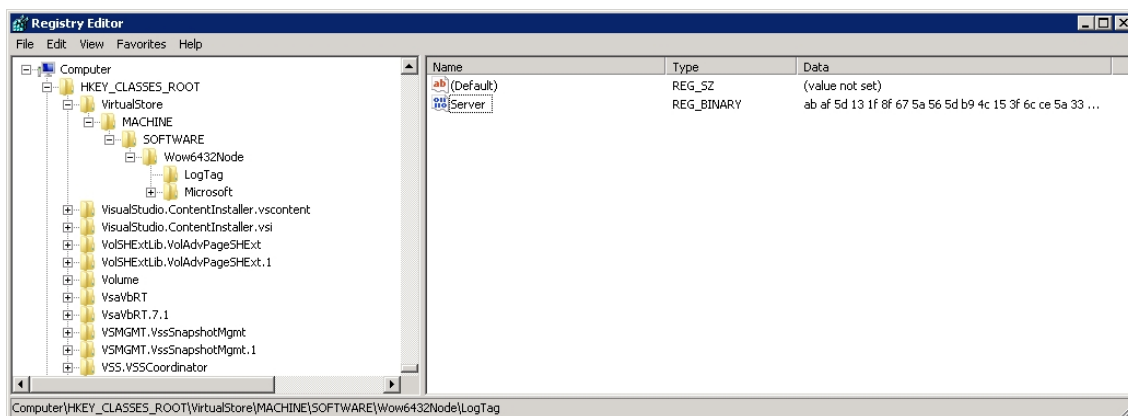 Registry Editor
File Edit View Favorites Help
Computer
HKEY_CLASSES_ROOT
VirtualStore
MACHINE
SOFTWARE
Wow6432Node
LogTag
Microsoft
VisualStudio.ContentInstaller.vscontent
VisualStudio.ContentInstaller.vsi
VolSHExtLib.VolAdvPageSHExt
VolSHExtLib.VolAdvPageSHExt.1
Volume
VsaVbRT
VsaVbRT.7.1
VSMGMT.VssSnapshotMgmt
VSMGMT.VssSnapshotMgmt.1
VSS.VSSCoordinator
Name Type Data
(Default) REG_SZ (value not set)
Server REG_BINARY ab af 5d 13 1f 8f 67 5a 56 5d b9 4c 15 3f 6c ce 5a 33 ...
Computer\HKEY_CLASSES_ROOT\VirtualStore\MACHINE\SOFTWARE\Wow6432Node\LogTag